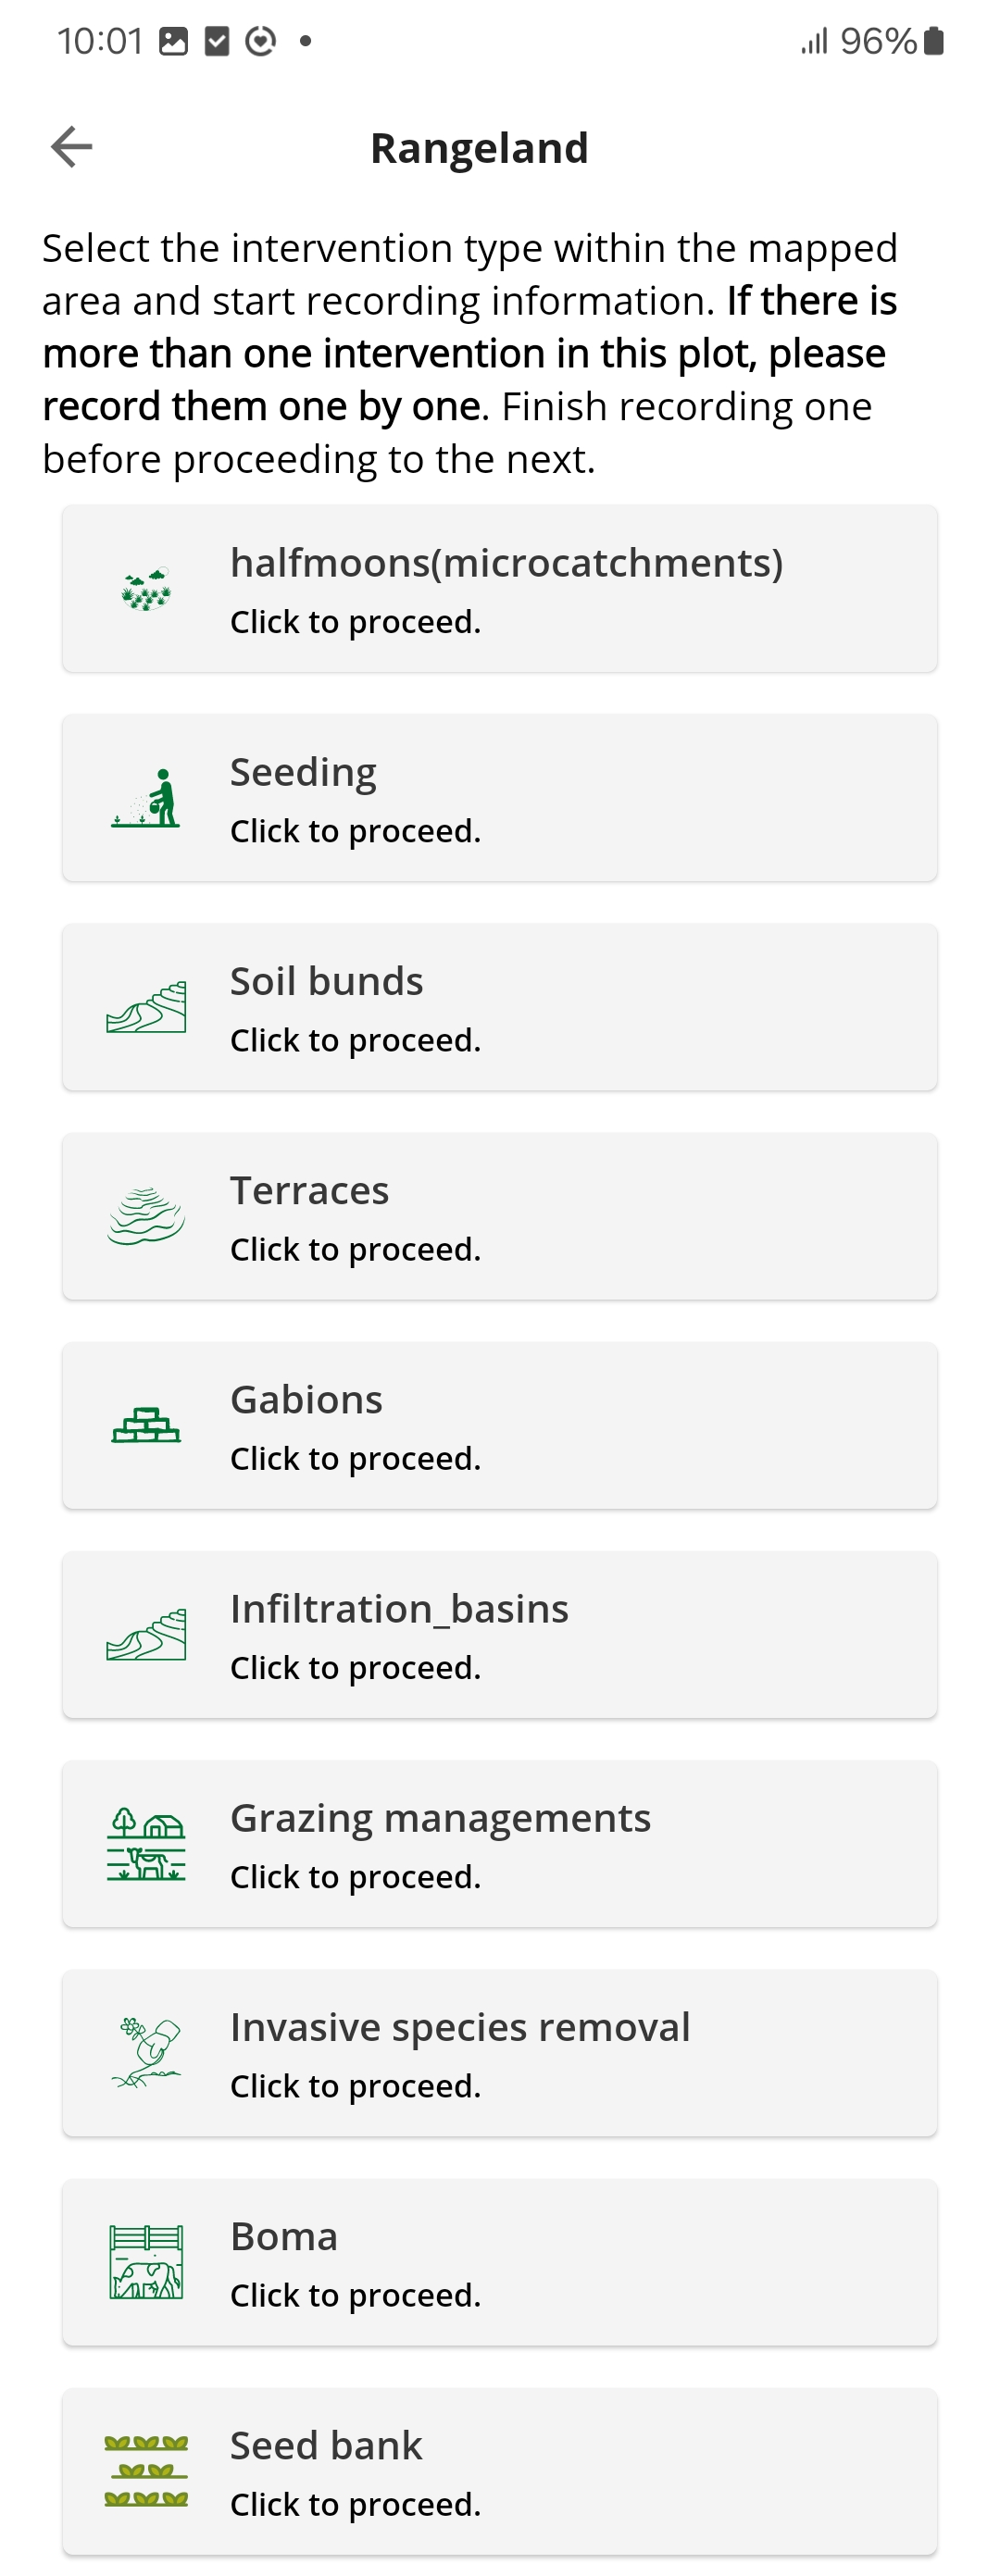 10:01
96%
Rangeland
Select the intervention type within the mapped
area and start recording information. If there is
more than one intervention in this plot, please
record them one by one. Finish recording one
before proceeding to the next.
halfmoons(microcatchments)
Click to proceed.
Seeding
Click to proceed.
Soil bunds
Click to proceed.
Terraces
Click to proceed.
Gabions
Click to proceed.
Infiltration_basins
Click to proceed.
Grazing managements
Click to proceed.
Invasive species removal
Click to proceed.
Boma
Click to proceed.
Seed bank
Click to proceed.